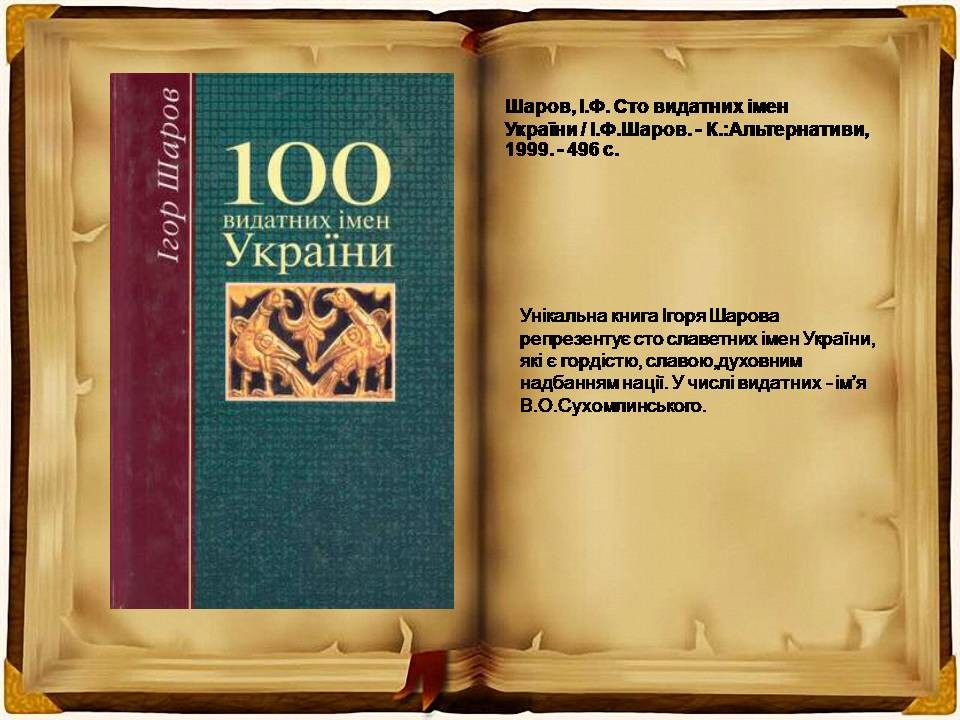 Ігор Шаров
100
видатних імен
України
Шаров, І.Ф. Сто видатних імен
України / І.Ф.Шаров. - К.:Альтернативи,
1999. - 496 с.
Унікальна книга Ігоря Шарова
репрезентує сто славетних імен України,
які є гордістю, славою,духовним
надбанням нації. У числі видатних - ім'я
В.О.Сухомлинського.